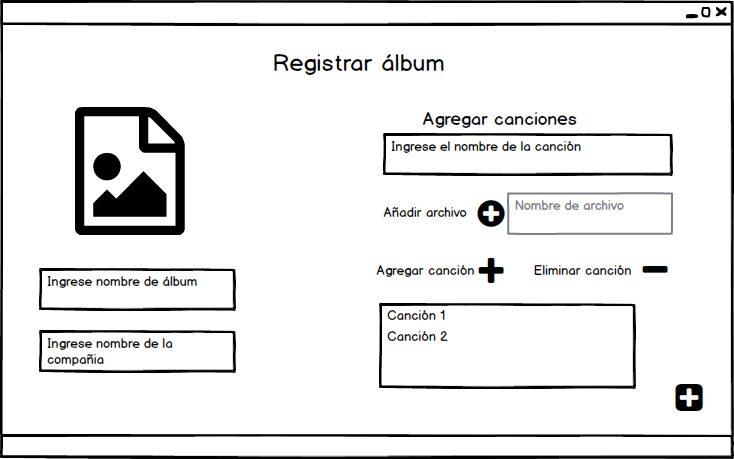 Registrar álbum
Agregar canciones
Ingrese el nombre de la canción
Añadir archivo
Nombre de archivo
Agregar canción
Eliminar canción
Ingrese nombre de álbum
Ingrese nombre de la
compañia
Canción 1
Canción 2